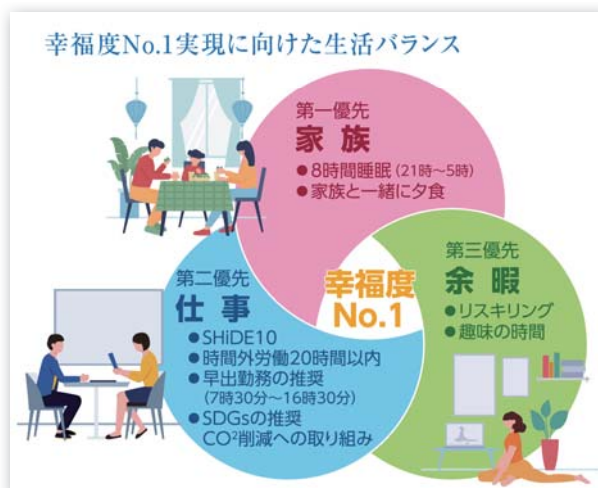 幸福度No.1実現に向けた生活バランス
第一優先
家族
●8時間睡眠(21時～5時)
●家族と一緒に夕食
第二優先
仕事
●SHiDE10
●時間外労働20時間以内
●早出勤務の推奨
(7時30分～16時30分)
●SDGsの推奨
CO²削減への取り組み
幸福度
No.1
第三優先
余暇
●リスキリング
●趣味の時間